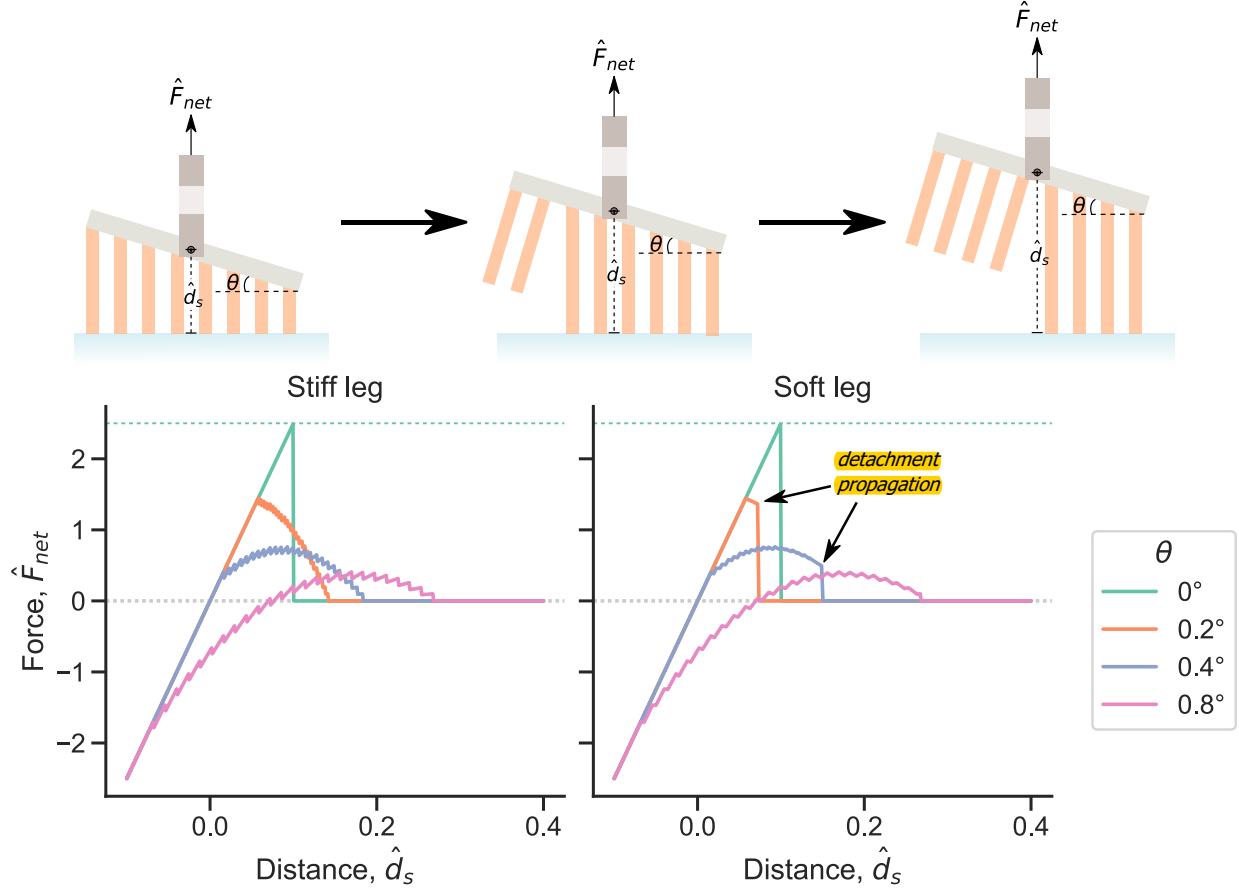 F̂net
F̂net
F̂net
θ
d̂s
θ
d̂s
θ
d̂s
Stiff leg
Soft leg
Force, F̂net
2
1
0
−1
−2
detachment
propagation
0.0
0.2
0.4
Distance, d̂s
0.0
0.2
0.4
Distance, d̂s
θ
0°
0.2°
0.4°
0.8°